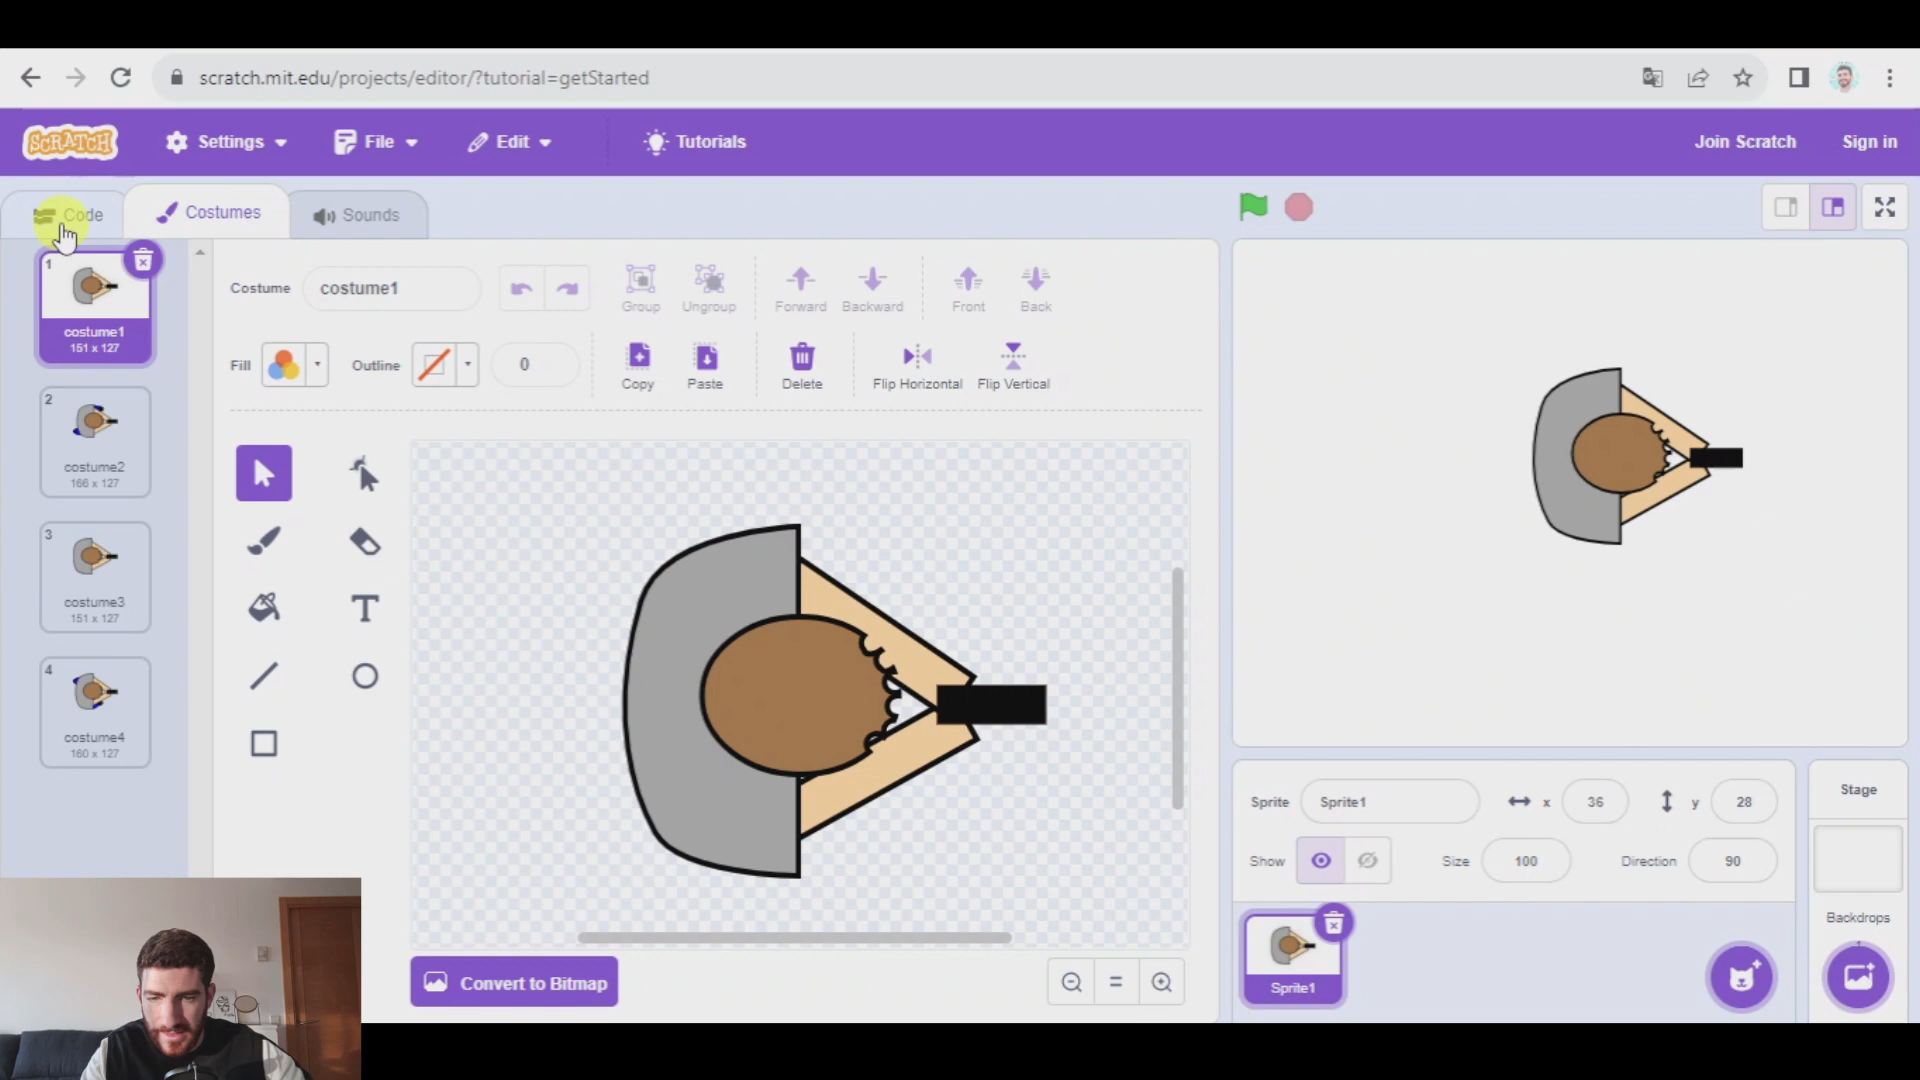 scratch.mit.edu/projects/editor/?tutorial=getStarted
SCRATCH
Settings
File
Edit
Tutorials
Join Scratch
Sign in
Code
Costumes
Sounds
1
costume1
151 x 127
2
costume2
166 x 127
3
costume3
151 x 127
4
costume4
160 x 127
Costume
costume1
Group
Ungroup
Forward
Backward
Front
Back
Fill
Outline
0
Copy
Paste
Delete
Flip Horizontal
Flip Vertical
T
Convert to Bitmap
Sprite
Sprite1
x
36
y
28
Show
Size
100
Direction
90
Sprite1
Stage
Backdrops
1